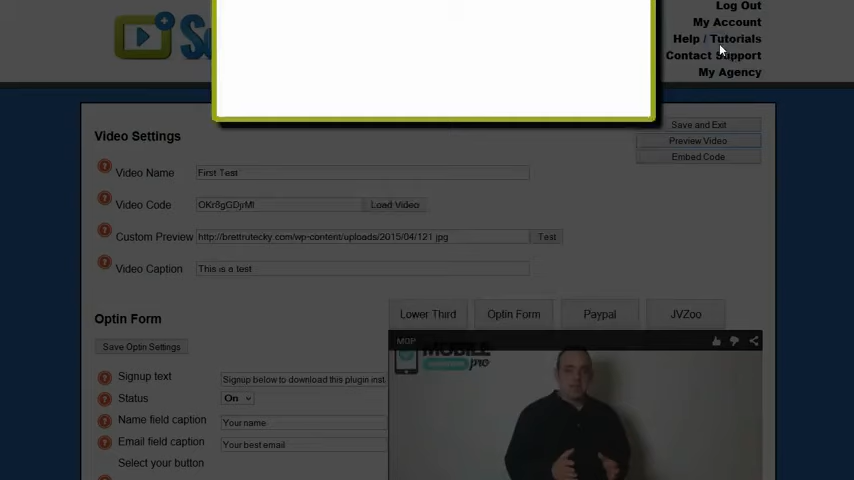 Log Out
My Account
Help / Tutorials
Contact Support
My Agency
Video Settings
Save and Exit
Preview Video
Embed Code
Video Name First Test
Video Code OKr8gGDjrMI Load Video
Custom Preview http://brettrutecky.com/wp-content/uploads/2015/04/121.jpg Test
Video Caption This is a test
Optin Form
Lower Third Optin Form Paypal JVZoo
Save Optin Settings
Signup text Signup below to download this plugin inst
Status On
Name field caption Your name
Email field caption Your best email
Select your button
MOBILE
pro